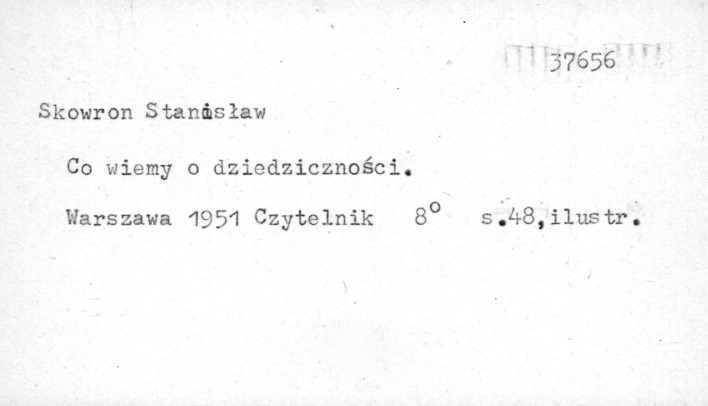 37656
Skowron Stanisław
Co wiemy o dziedziczności.
Warszawa 1951 Czytelnik 8° s.48,ilustr.